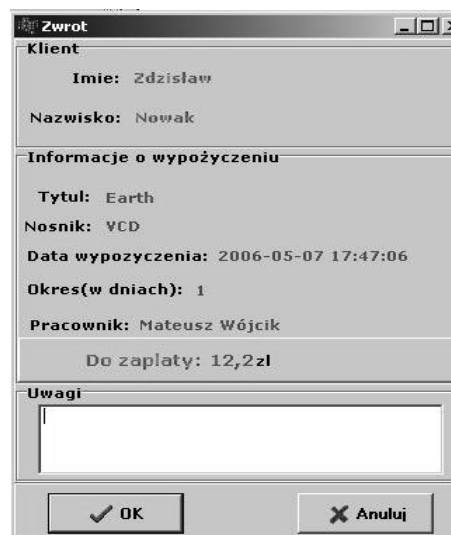 Zwrot
Klient
Imie: Zdzisław
Nazwisko: Nowak
Informacje o wypożyczeniu
Tytul: Earth
Nosnik: VCD
Data wypozyczenia: 2006-05-07 17:47:06
Okres(w dniach): 1
Pracownik: Mateusz Wójcik
Do zaplaty: 12,2zl
Uwagi
OK Anuluj